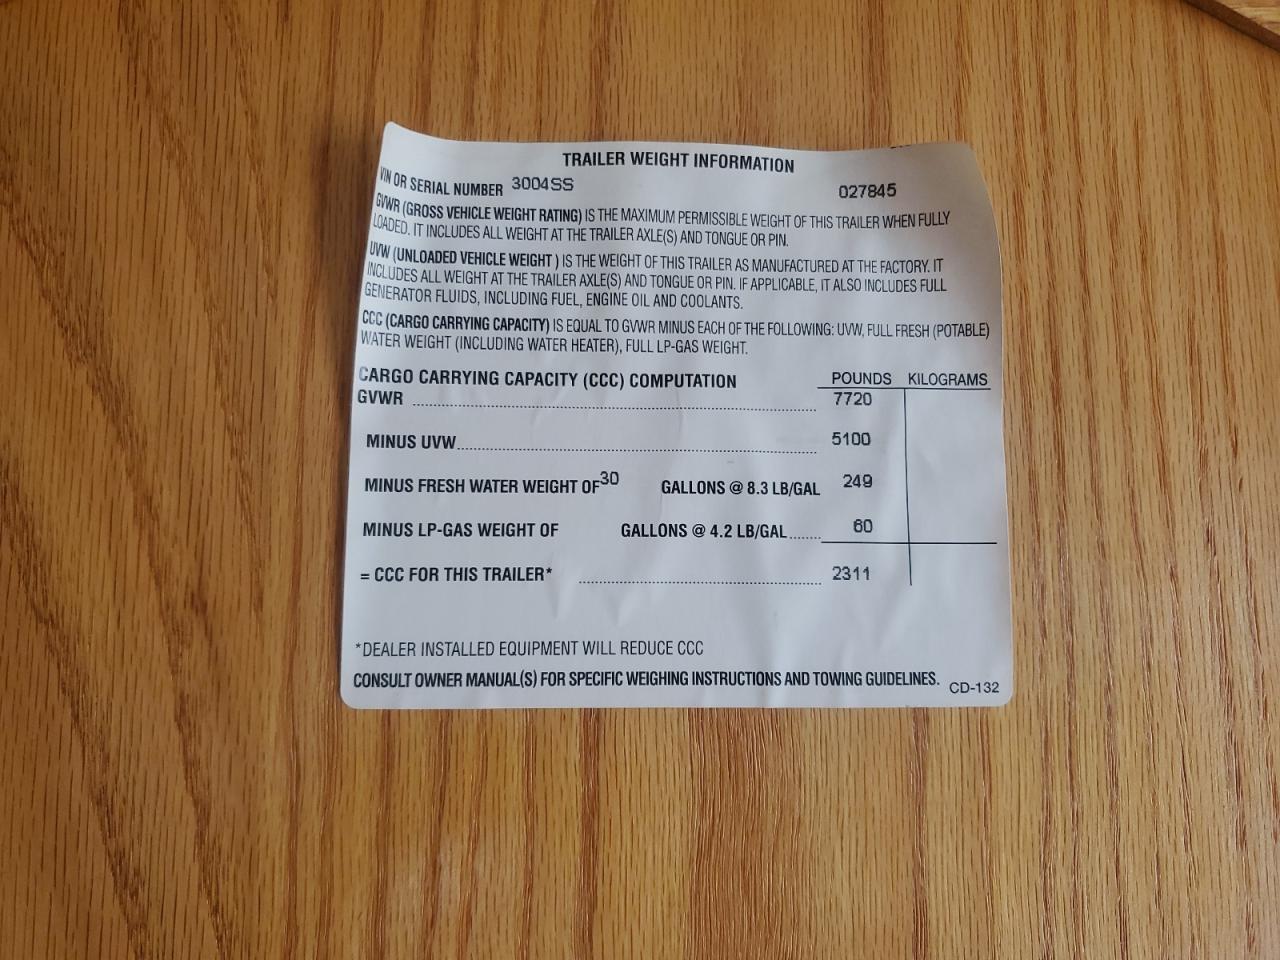 TRAILER WEIGHT INFORMATION
VIN OR SERIAL NUMBER 3004SS 027845
GVWR (GROSS VEHICLE WEIGHT RATING) IS THE MAXIMUM PERMISSIBLE WEIGHT OF THIS TRAILER WHEN FULLY
LOADED. IT INCLUDES ALL WEIGHT AT THE TRAILER AXLE(S) AND TONGUE OR PIN.
UVW (UNLOADED VEHICLE WEIGHT ) IS THE WEIGHT OF THIS TRAILER AS MANUFACTURED AT THE FACTORY. IT
INCLUDES ALL WEIGHT AT THE TRAILER AXLE(S) AND TONGUE OR PIN. IF APPLICABLE, IT ALSO INCLUDES FULL
GENERATOR FLUIDS, INCLUDING FUEL, ENGINE OIL AND COOLANTS.
CCC (CARGO CARRYING CAPACITY) IS EQUAL TO GVWR MINUS EACH OF THE FOLLOWING: UVW, FULL FRESH (POTABLE)
WATER WEIGHT (INCLUDING WATER HEATER), FULL LP-GAS WEIGHT.
CARGO CARRYING CAPACITY (CCC) COMPUTATION POUNDS KILOGRAMS
GVWR 7720
MINUS UVW 5100
MINUS FRESH WATER WEIGHT OF 30 GALLONS @ 8.3 LB/GAL 249
MINUS LP-GAS WEIGHT OF GALLONS @ 4.2 LB/GAL 60
= CCC FOR THIS TRAILER* 2311
*DEALER INSTALLED EQUIPMENT WILL REDUCE CCC
CONSULT OWNER MANUAL(S) FOR SPECIFIC WEIGHING INSTRUCTIONS AND TOWING GUIDELINES. CD-132